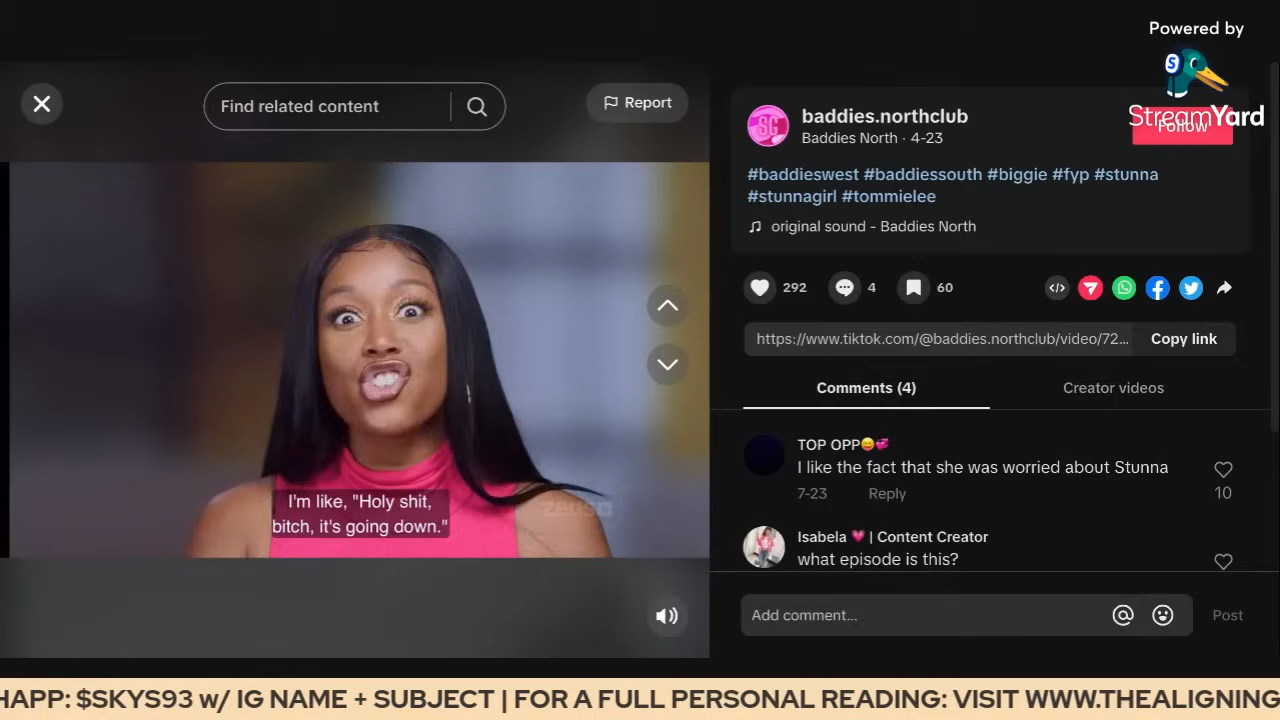 Powered by
StreamYard
Find related content
Report
baddies.northclub
Baddies North · 4-23
Follow
#baddieswest #baddiessouth #biggie #fyp #stunna
#stunnagirl #tommielee
original sound - Baddies North
292
4
60
https://www.tiktok.com/@baddies.northclub/video/72...
Copy link
Comments (4)
Creator videos
TOP OPP😄💞
I like the fact that she was worried about Stunna
7-23
Reply
10
Isabela 💗 | Content Creator
what episode is this?
I'm like, "Holy shit,
bitch, it's going down."
Add comment...
Post
HAPP: $SKYS93 w/ IG NAME + SUBJECT | FOR A FULL PERSONAL READING: VISIT WWW.THEALIGNING